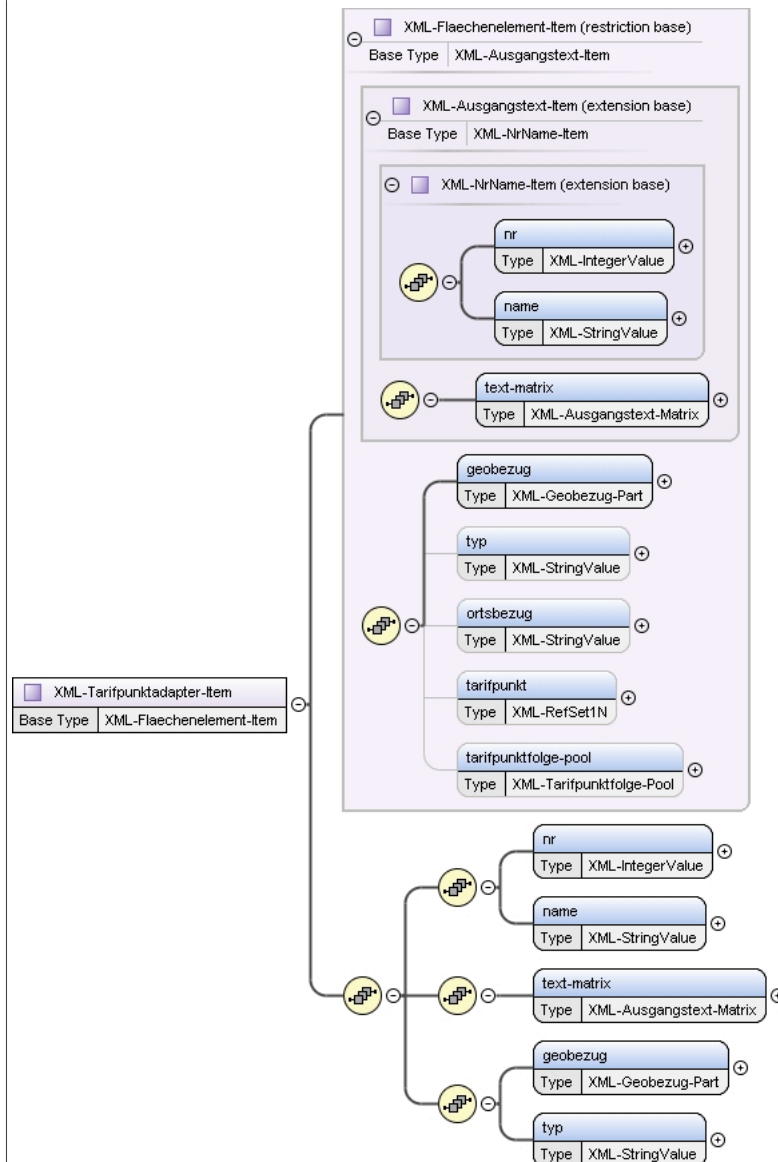 XML-Flaechenelement-Item (restriction base)
Base Type XML-Ausgangstext-Item
XML-Ausgangstext-Item (extension base)
Base Type XML-NrName-Item
XML-NrName-Item (extension base)
nr
Type XML-IntegerValue
name
Type XML-StringValue
text-matrix
Type XML-Ausgangstext-Matrix
geobezug
Type XML-Geobezug-Part
typ
Type XML-StringValue
ortsbezug
Type XML-StringValue
tarifpunkt
Type XML-RefSet1N
tarifpunktfolge-pool
Type XML-Tarifpunktfolge-Pool
XML-Tarifpunktadapter-Item
Base Type XML-Flaechenelement-Item
nr
Type XML-IntegerValue
name
Type XML-StringValue
text-matrix
Type XML-Ausgangstext-Matrix
geobezug
Type XML-Geobezug-Part
typ
Type XML-StringValue